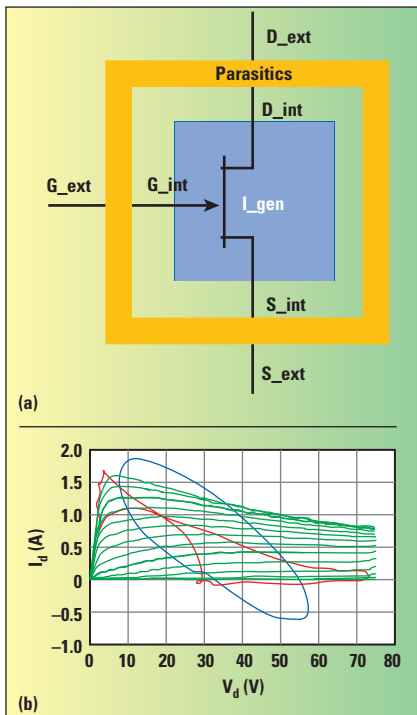 D_ext
Parasitics
D_int
G_ext
G_int
I_gen
S_int
S_ext
(a)
2.0
1.5
1.0
0.5
0
−0.5
−1.0
I_d (A)
0 10 20 30 40 50 60 70 80
V_d (V)
(b)